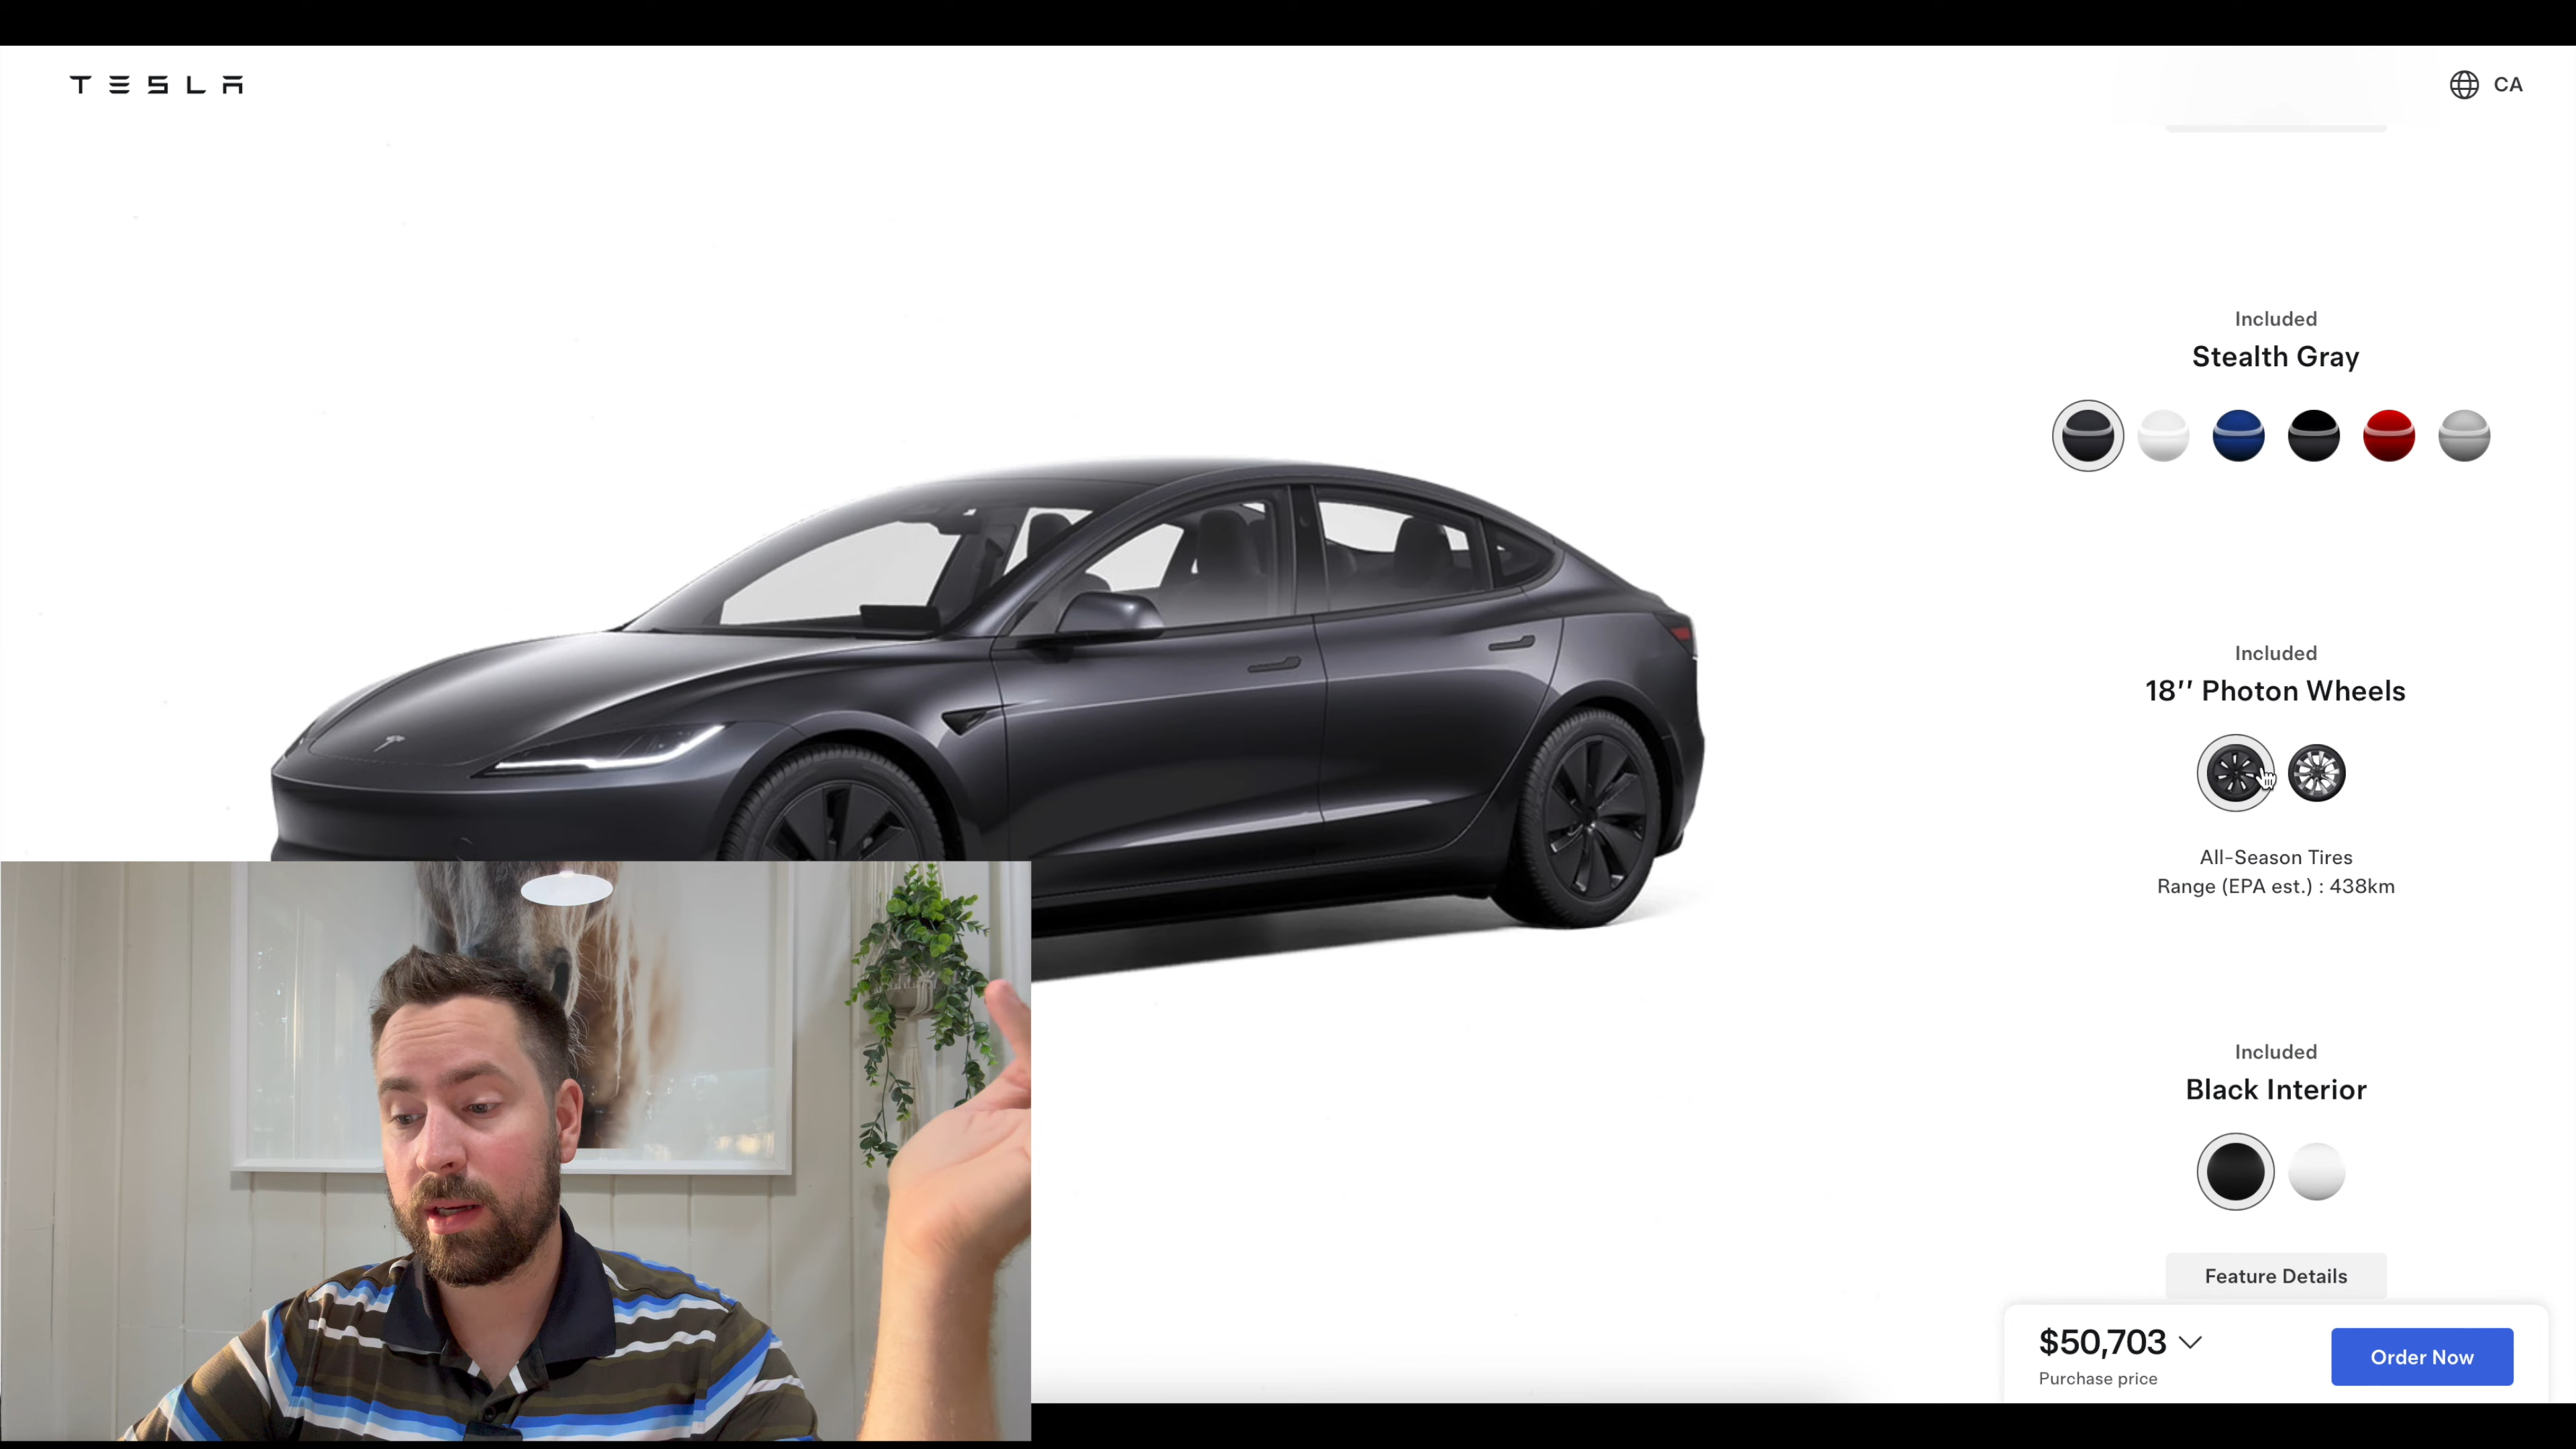 TESLA
CA
Included
Stealth Gray
Included
18″ Photon Wheels
All-Season Tires
Range (EPA est.) : 438km
Included
Black Interior
Feature Details
$50,703
Purchase price
Order Now